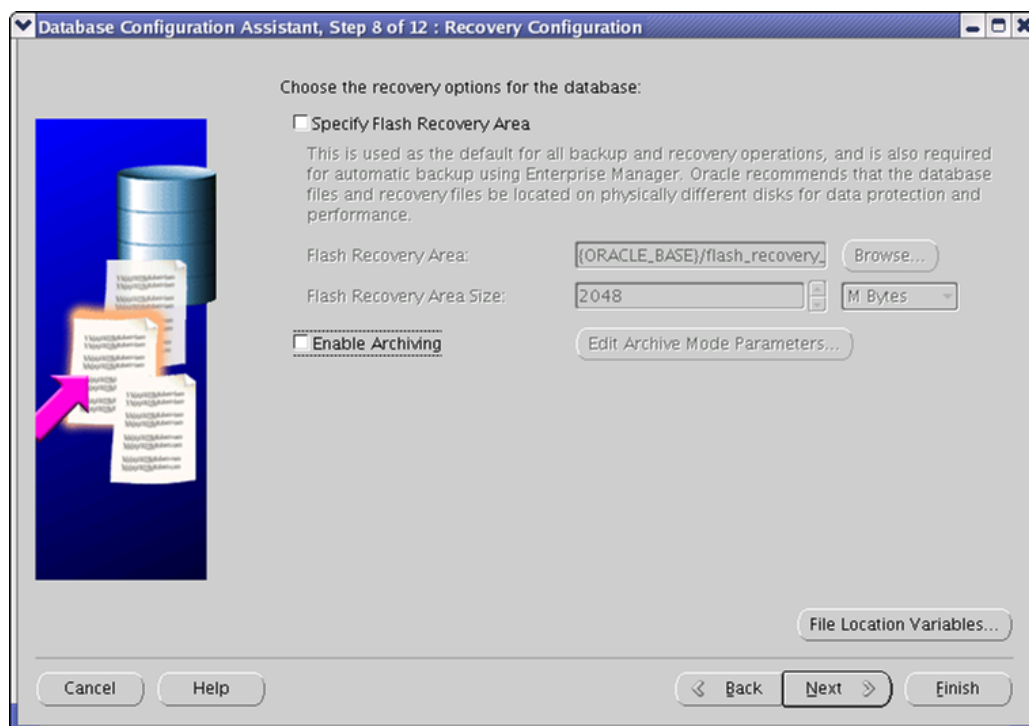 Database Configuration Assistant, Step 8 of 12 : Recovery Configuration
Choose the recovery options for the database:
Specify Flash Recovery Area
This is used as the default for all backup and recovery operations, and is also required
for automatic backup using Enterprise Manager. Oracle recommends that the database
files and recovery files be located on physically different disks for data protection and
performance.
Flash Recovery Area: {ORACLE_BASE}/flash_recovery_ Browse...
Flash Recovery Area Size: 2048 M Bytes
Enable Archiving Edit Archive Mode Parameters...
File Location Variables...
Cancel Help Back Next Finish